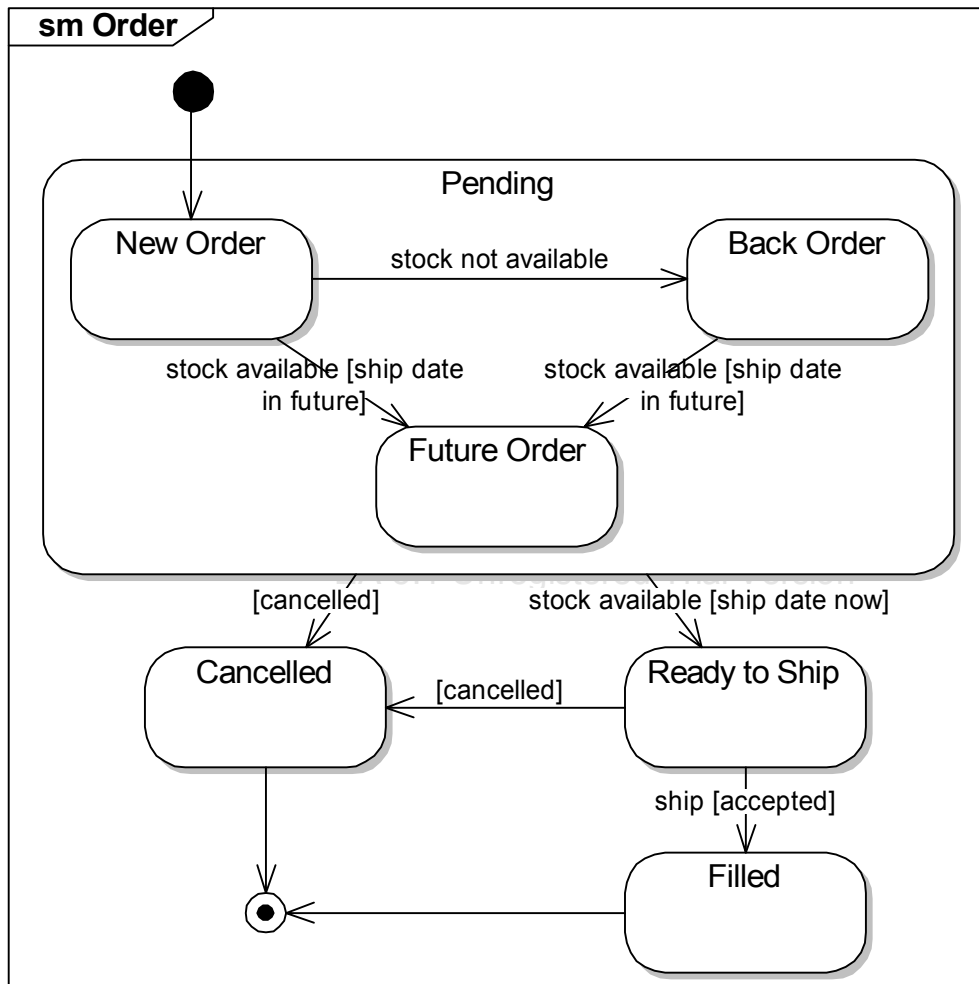 sm Order
Pending
New Order
Back Order
stock not available
stock available [ship date
in future]
stock available [ship date
in future]
Future Order
[cancelled]
stock available [ship date now]
Cancelled
Ready to Ship
[cancelled]
ship [accepted]
Filled